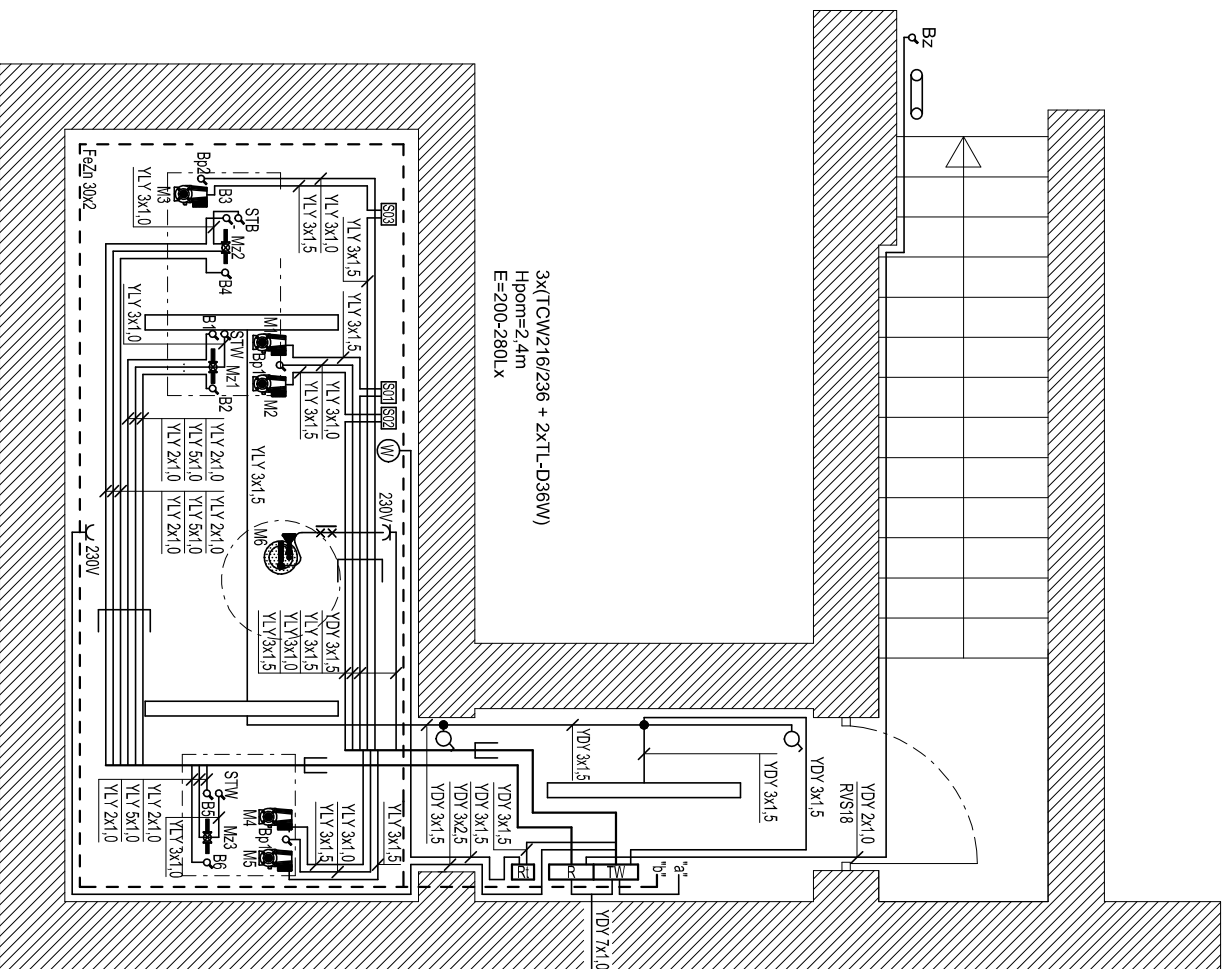 Bz
3x(TCW216/236 + 2xTL-D36W)
Hpom=2,4m
E=200-280Lx
FeZn 30x2
Bp2
B3
M3
YLY 3x1,0
STB
Mz2
B4
YLY 3x1,0
YLY 3x1,5
YLY 3x1,5
S03
YLY 3x1,5
M1
Bp1
M2
B1
STW
Mz1
B2
YLY 3x1,0
YLY 3x1,0
YLY 3x1,5
S01
S02
W
YLY 2x1,0
YLY 5x1,0
YLY 2x1,0
YLY 2x1,0
YLY 5x1,0
YLY 2x1,0
YLY 3x1,5
230V
230V
M6
YDY 3x1,5
YLY 3x1,5
YLY 3x1,0
YLY 3x1,5
STW
B5
Mz3
B6
YLY 2x1,0
YLY 5x1,0
YLY 2x1,0
YLY 3x1,0
M4
Bp1
M5
YLY 3x1,5
YLY 3x1,0
YLY 3x1,5
YDY 3x1,5
YDY 3x1,5
YDY 3x2,5
YDY 3x1,5
YDY 3x1,5
YDY 3x1,5
YDY 3x1,5
YDY 2x1,0
RVS18
Rt
R
TW
"b"
"a"
YDY 7x1,0